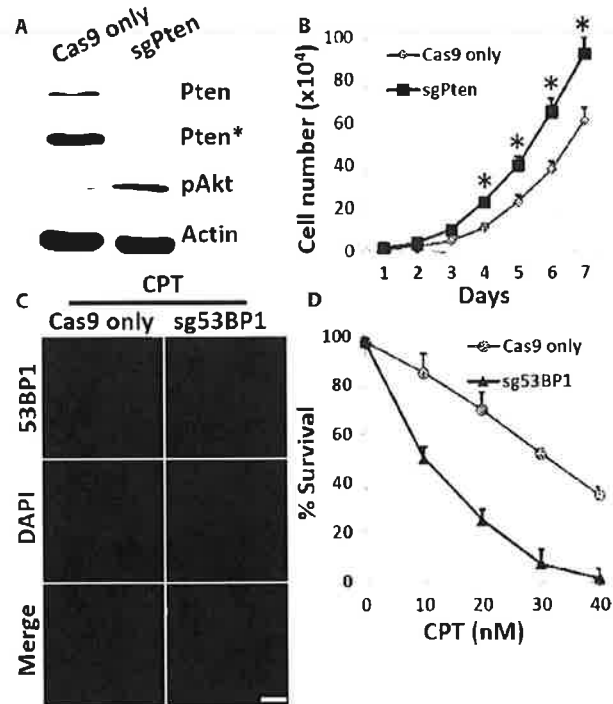 A
Cas9 only
sgPten
Pten
Pten*
pAkt
Actin
B
Cell number (x10⁴)
100
80
60
40
20
0
Cas9 only
sgPten
*
*
*
*
1 2 3 4 5 6 7
Days
C
CPT
Cas9 only sg53BP1
53BP1
DAPI
Merge
D
% Survival
100
80
60
40
20
0
Cas9 only
sg53BP1
0 10 20 30 40
CPT (nM)